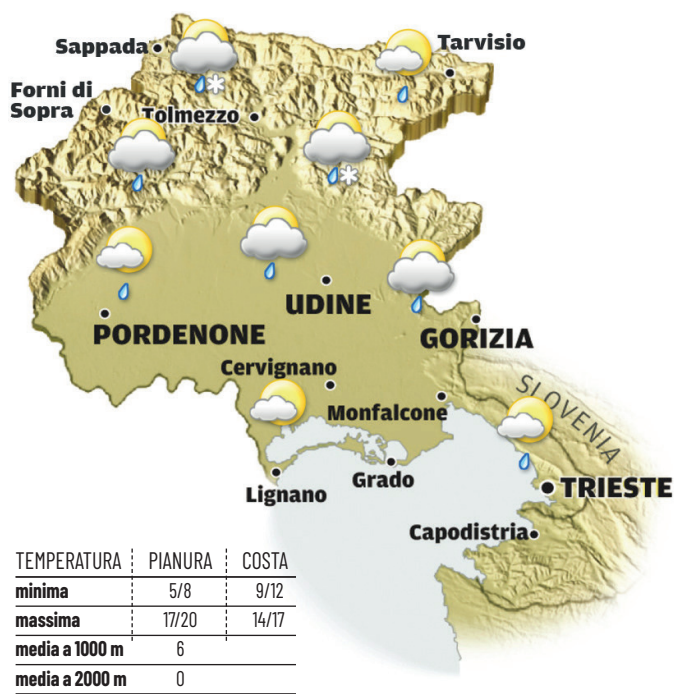 Sappada
Tarvisio
Forni di
Sopra
Tolmezzo
UDINE
PORDENONE
GORIZIA
Cervignano
SLOVENIA
Monfalcone
Grado
Lignano
TRIESTE
Capodistria
TEMPERATURA PIANURA COSTA
minima 5/8 9/12
massima 17/20 14/17
media a 1000 m 6
media a 2000 m 0